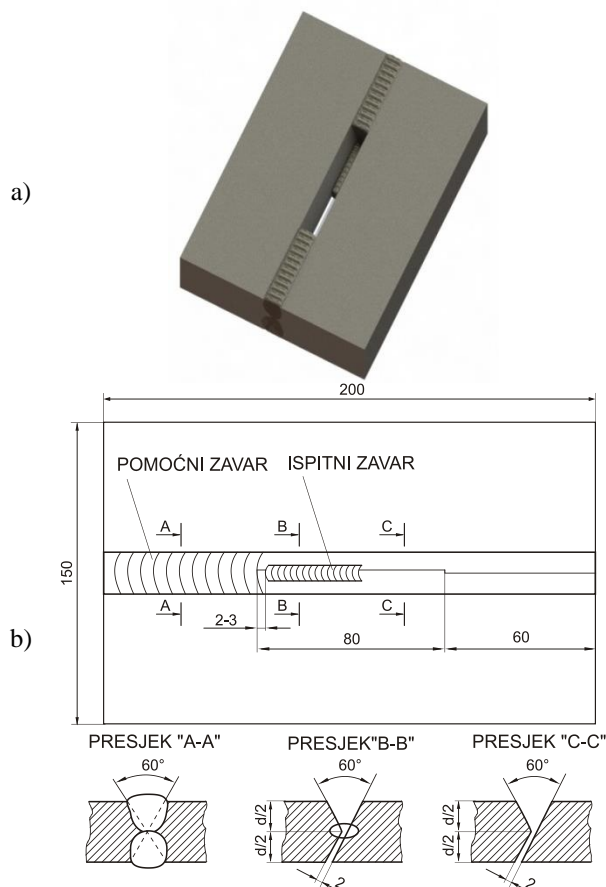 a)
200
POMOĆNI ZAVAR
ISPITNI ZAVAR
A
B
C
150
A
B
C
2-3
80
60
b)
PRESJEK "A-A"
PRESJEK"B-B"
PRESJEK "C-C"
60°
60°
60°
d/2
d/2
d/2
d/2
2
2